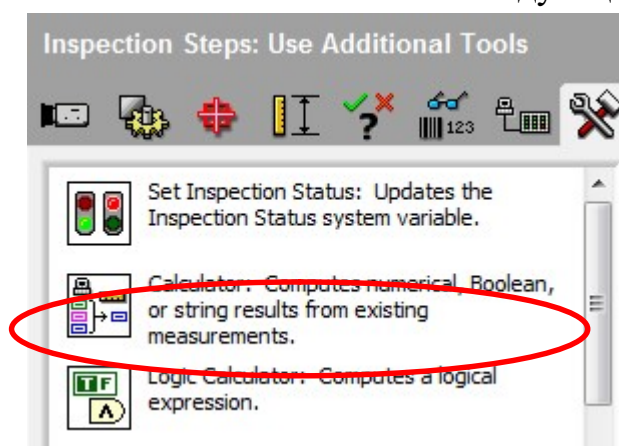 Inspection Steps: Use Additional Tools
123
Set Inspection Status: Updates the
Inspection Status system variable.
Calculator: Computes numerical, Boolean,
or string results from existing
measurements.
T F
Logic Calculator: Computes a logical
expression.